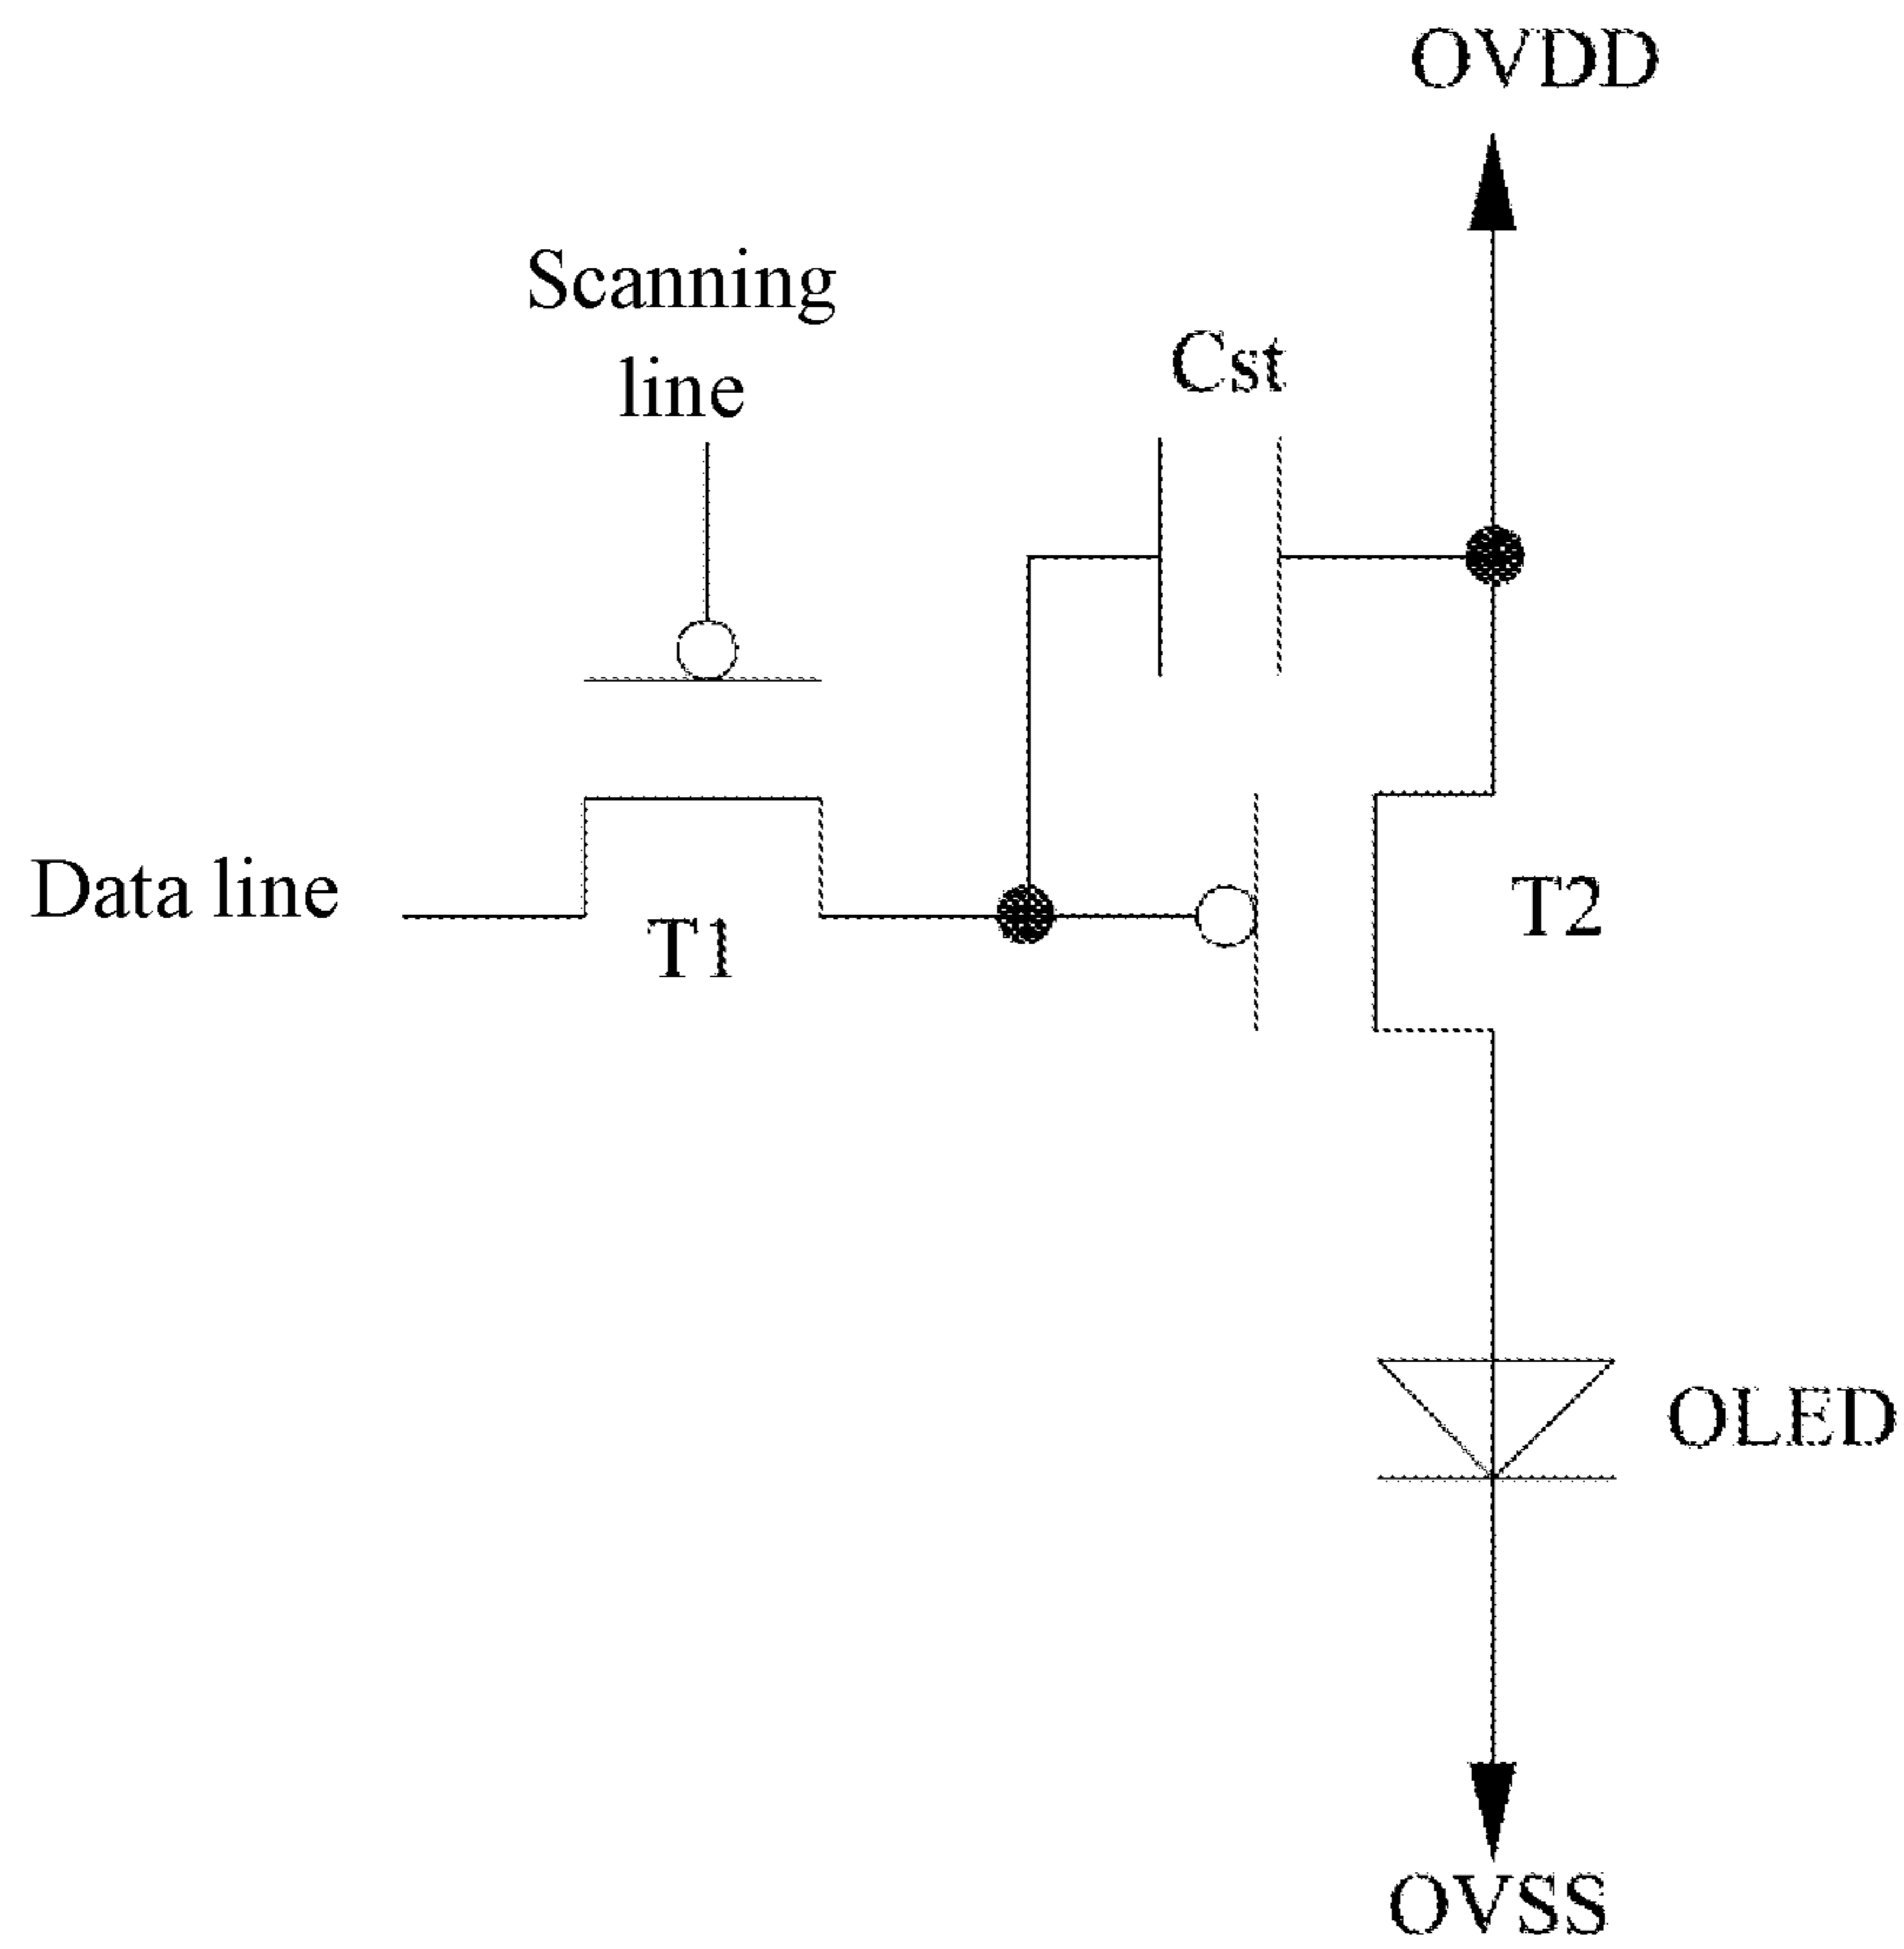 OVDD
Scanning
line
Cst
Data line
T1
T2
OLED
OVSS